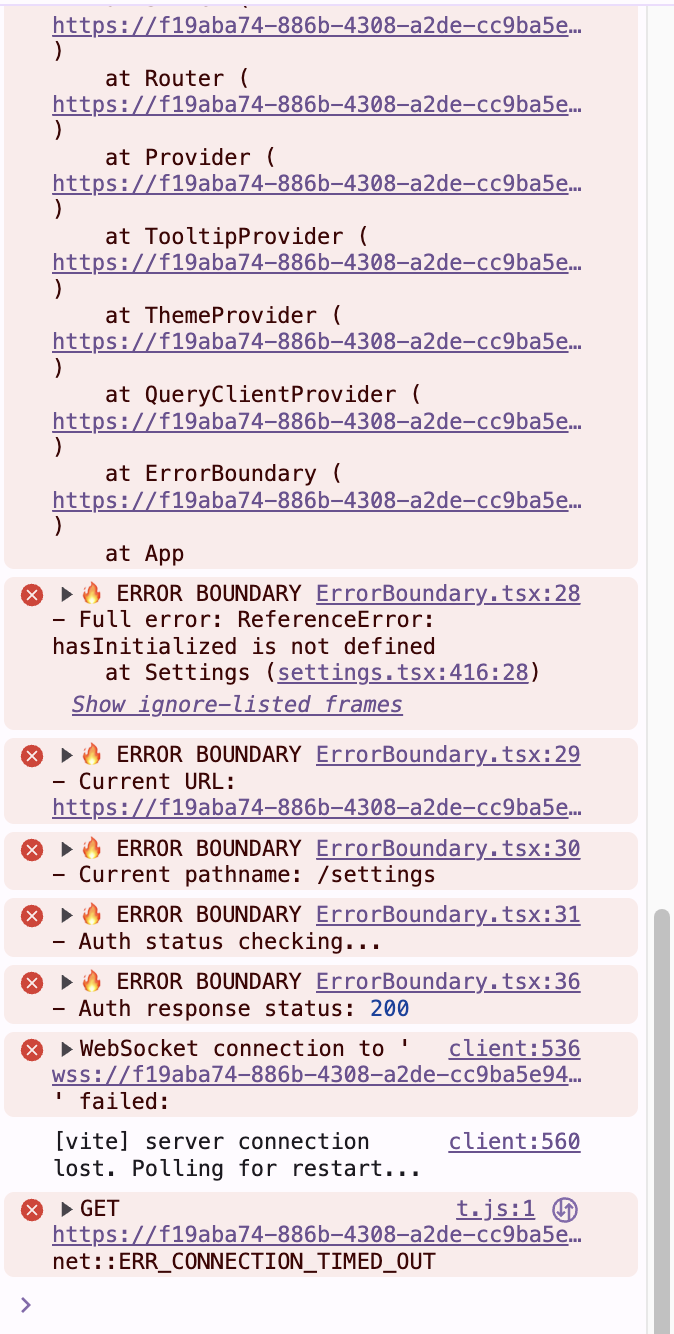 https://f19aba74-886b-4308-a2de-cc9ba5e…
)
at Router (
https://f19aba74-886b-4308-a2de-cc9ba5e…
)
at Provider (
https://f19aba74-886b-4308-a2de-cc9ba5e…
)
at TooltipProvider (
https://f19aba74-886b-4308-a2de-cc9ba5e…
)
at ThemeProvider (
https://f19aba74-886b-4308-a2de-cc9ba5e…
)
at QueryClientProvider (
https://f19aba74-886b-4308-a2de-cc9ba5e…
)
at ErrorBoundary (
https://f19aba74-886b-4308-a2de-cc9ba5e…
)
at App
🔥 ERROR BOUNDARY ErrorBoundary.tsx:28
– Full error: ReferenceError:
hasInitialized is not defined
at Settings (settings.tsx:416:28)
Show ignore-listed frames
🔥 ERROR BOUNDARY ErrorBoundary.tsx:29
– Current URL:
https://f19aba74-886b-4308-a2de-cc9ba5e…
🔥 ERROR BOUNDARY ErrorBoundary.tsx:30
– Current pathname: /settings
🔥 ERROR BOUNDARY ErrorBoundary.tsx:31
– Auth status checking...
🔥 ERROR BOUNDARY ErrorBoundary.tsx:36
– Auth response status: 200
WebSocket connection to ' client:536
wss://f19aba74-886b-4308-a2de-cc9ba5e94…
' failed:
[vite] server connection client:560
lost. Polling for restart...
GET t.js:1
https://f19aba74-886b-4308-a2de-cc9ba5e…
net::ERR_CONNECTION_TIMED_OUT